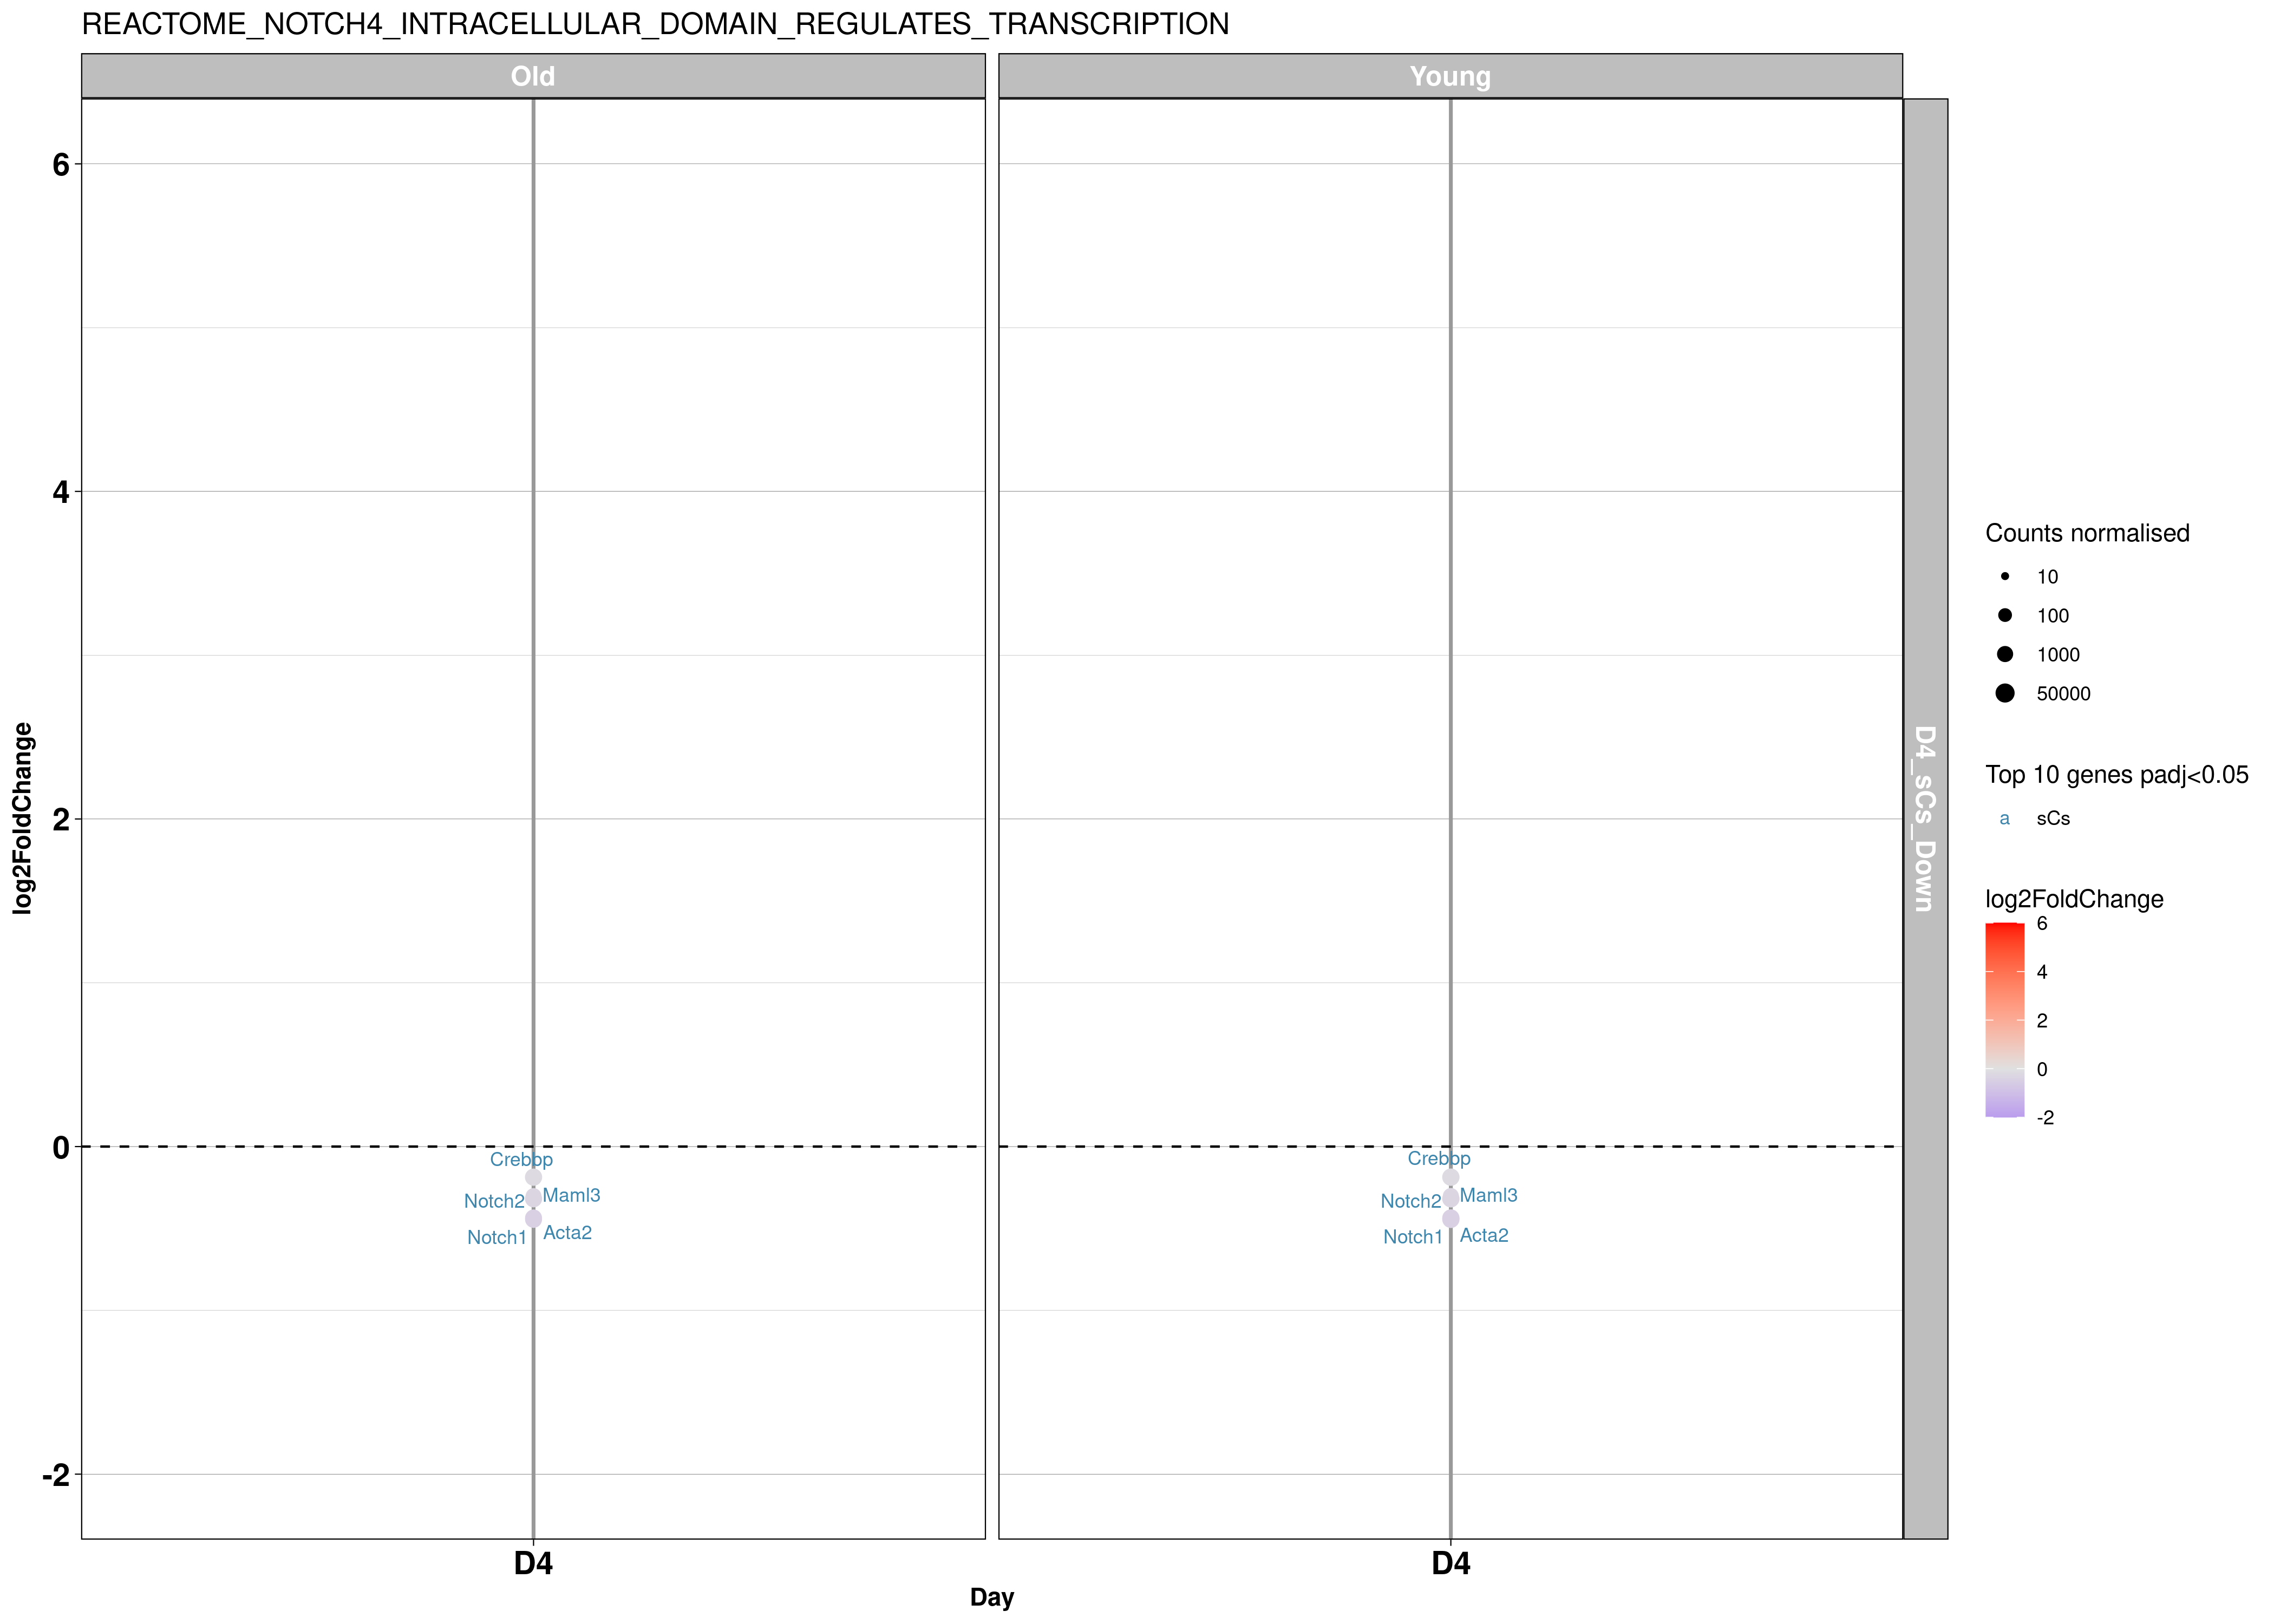 REACTOME_NOTCH4_INTRACELLULAR_DOMAIN_REGULATES_TRANSCRIPTION
Old
Young
6
4
2
0
-2
log2FoldChange
Crebbp
Notch2
Maml3
Notch1
Acta2
Crebbp
Notch2
Maml3
Notch1
Acta2
D4
D4
Day
D4_sCs_Down
Counts normalised
10
100
1000
50000
Top 10 genes padj<0.05
a sCs
log2FoldChange
6
4
2
0
-2